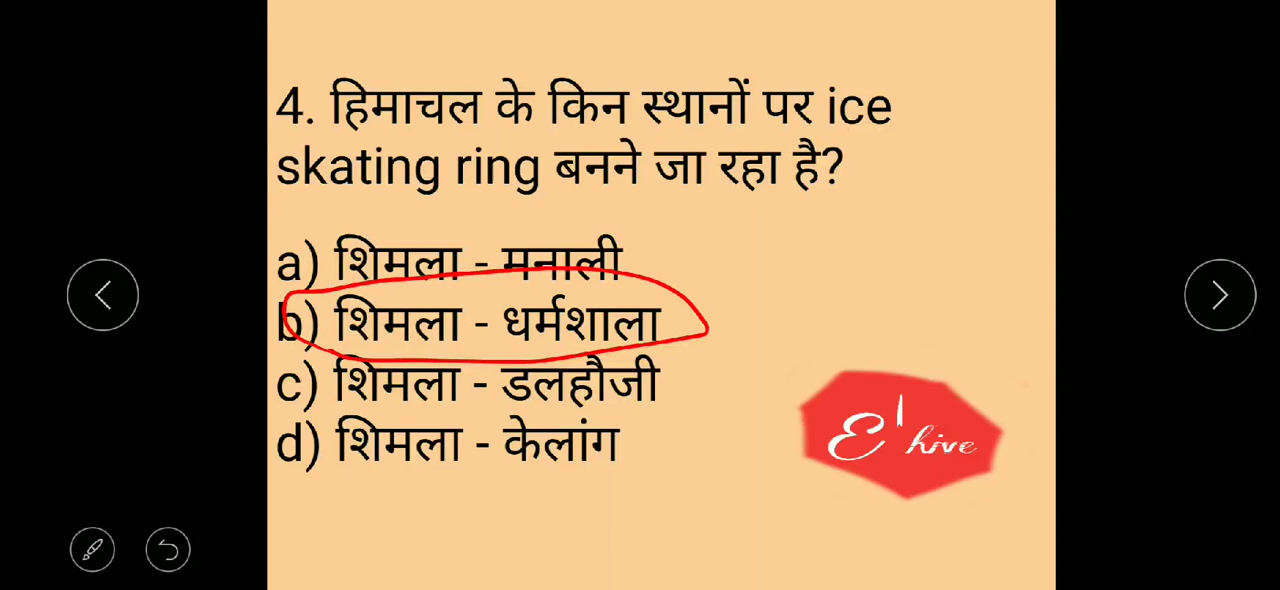 4. हिमाचल के किन स्थानों पर ice
skating ring बनने जा रहा है?
a) शिमला - मनाली
b) शिमला - धर्मशाला
c) शिमला - डलहौजी
d) शिमला - केलांग
E'hive